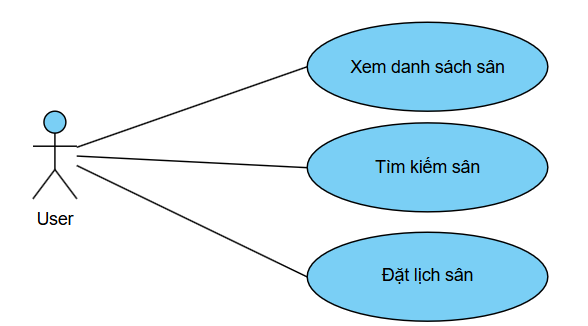 Xem danh sách sân
Tìm kiếm sân
User
Đặt lịch sân